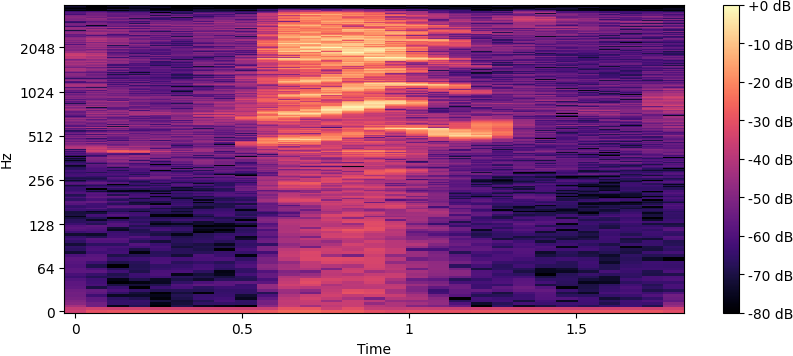 2048
1024
512
256
128
64
0
Hz
0
0.5
1
1.5
Time
+0 dB
-10 dB
-20 dB
-30 dB
-40 dB
-50 dB
-60 dB
-70 dB
-80 dB